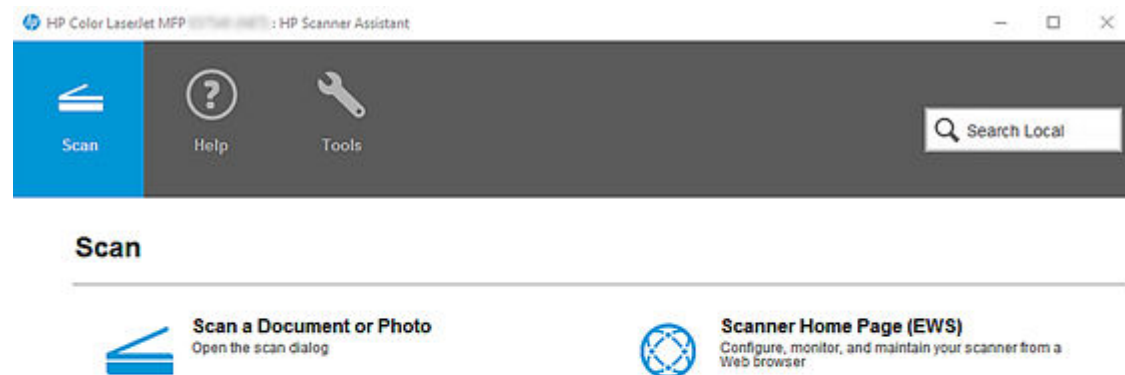 HP Color LaserJet MFP : HP Scanner Assistant
Scan
Help
Tools
Search Local
Scan
Scan a Document or Photo
Open the scan dialog
Scanner Home Page (EWS)
Configure, monitor, and maintain your scanner from a
Web browser